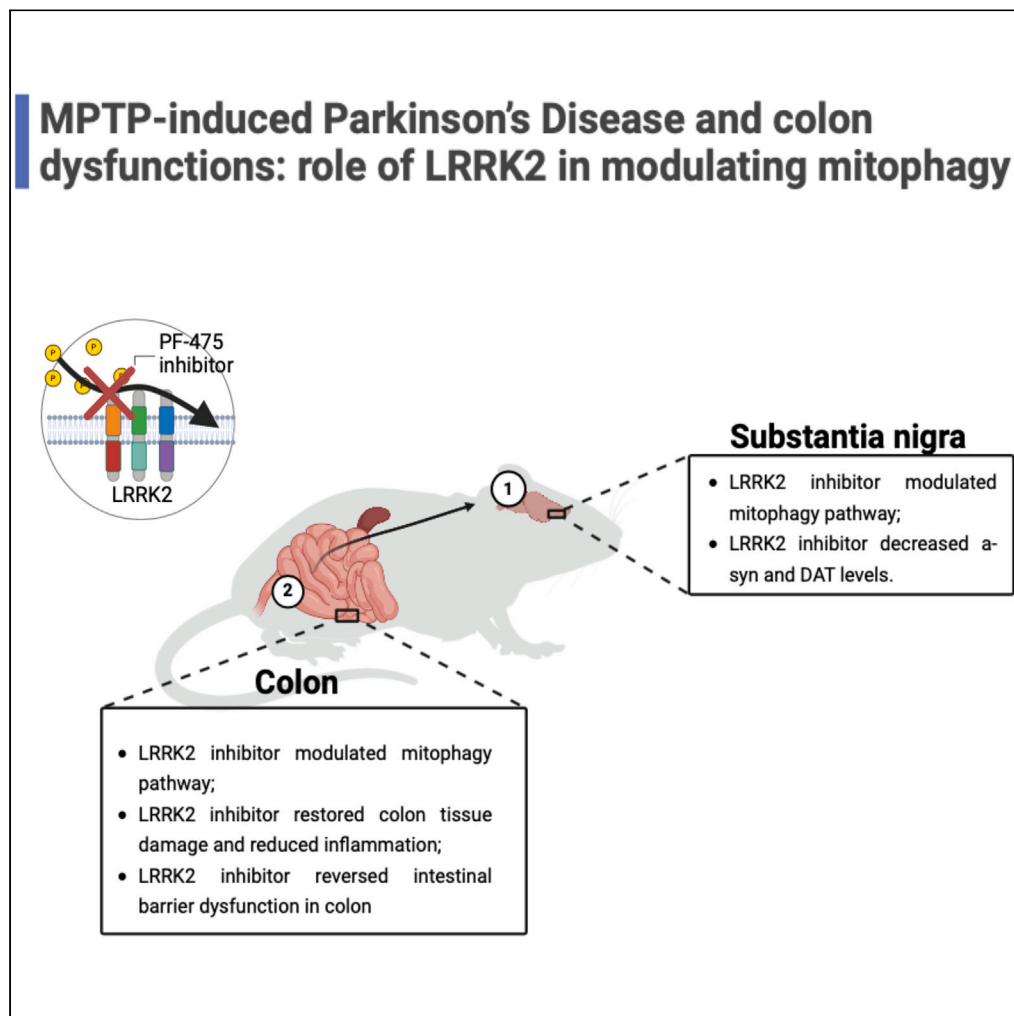 MPTP-induced Parkinson's Disease and colon
dysfunctions: role of LRRK2 in modulating mitophagy
P
P
P
P
P
PF-475
inhibitor
LRRK2
1
Substantia nigra
• LRRK2 inhibitor modulated
mitophagy pathway;
• LRRK2 inhibitor decreased a-
syn and DAT levels.
2
Colon
• LRRK2 inhibitor modulated mitophagy
pathway;
• LRRK2 inhibitor restored colon tissue
damage and reduced inflammation;
• LRRK2 inhibitor reversed intestinal
barrier dysfunction in colon